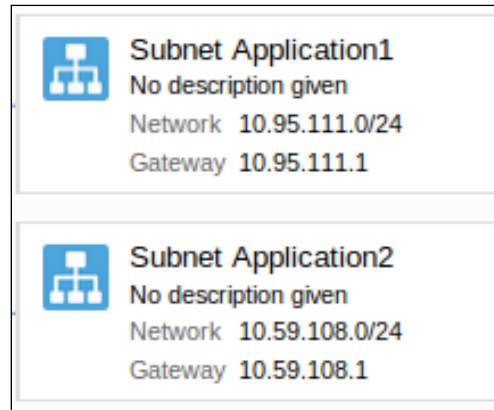 Subnet Application1
No description given
Network 10.95.111.0/24
Gateway 10.95.111.1
Subnet Application2
No description given
Network 10.59.108.0/24
Gateway 10.59.108.1